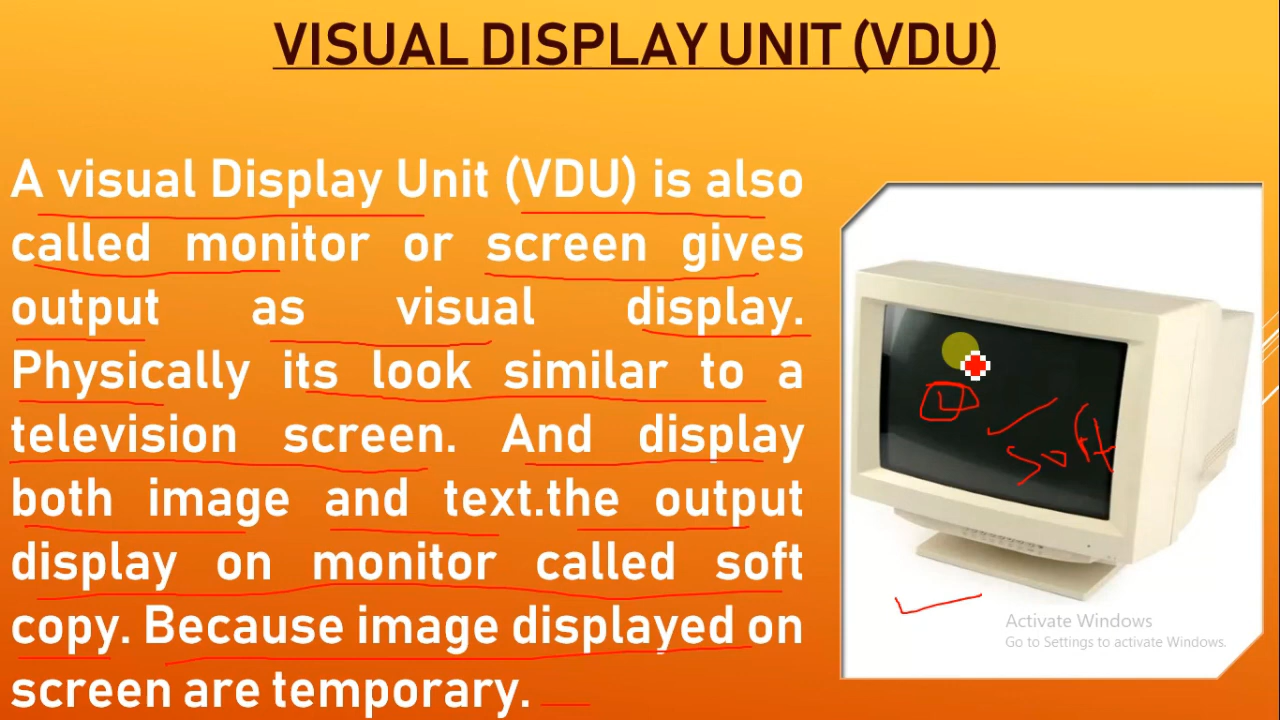 VISUAL DISPLAY UNIT (VDU)
A visual Display Unit (VDU) is also
called monitor or screen gives
output as visual display.
Physically its look similar to a
television screen. And display
both image and text.the output
display on monitor called soft
copy. Because image displayed on
screen are temporary.
soft
Activate Windows
Go to Settings to activate Windows.